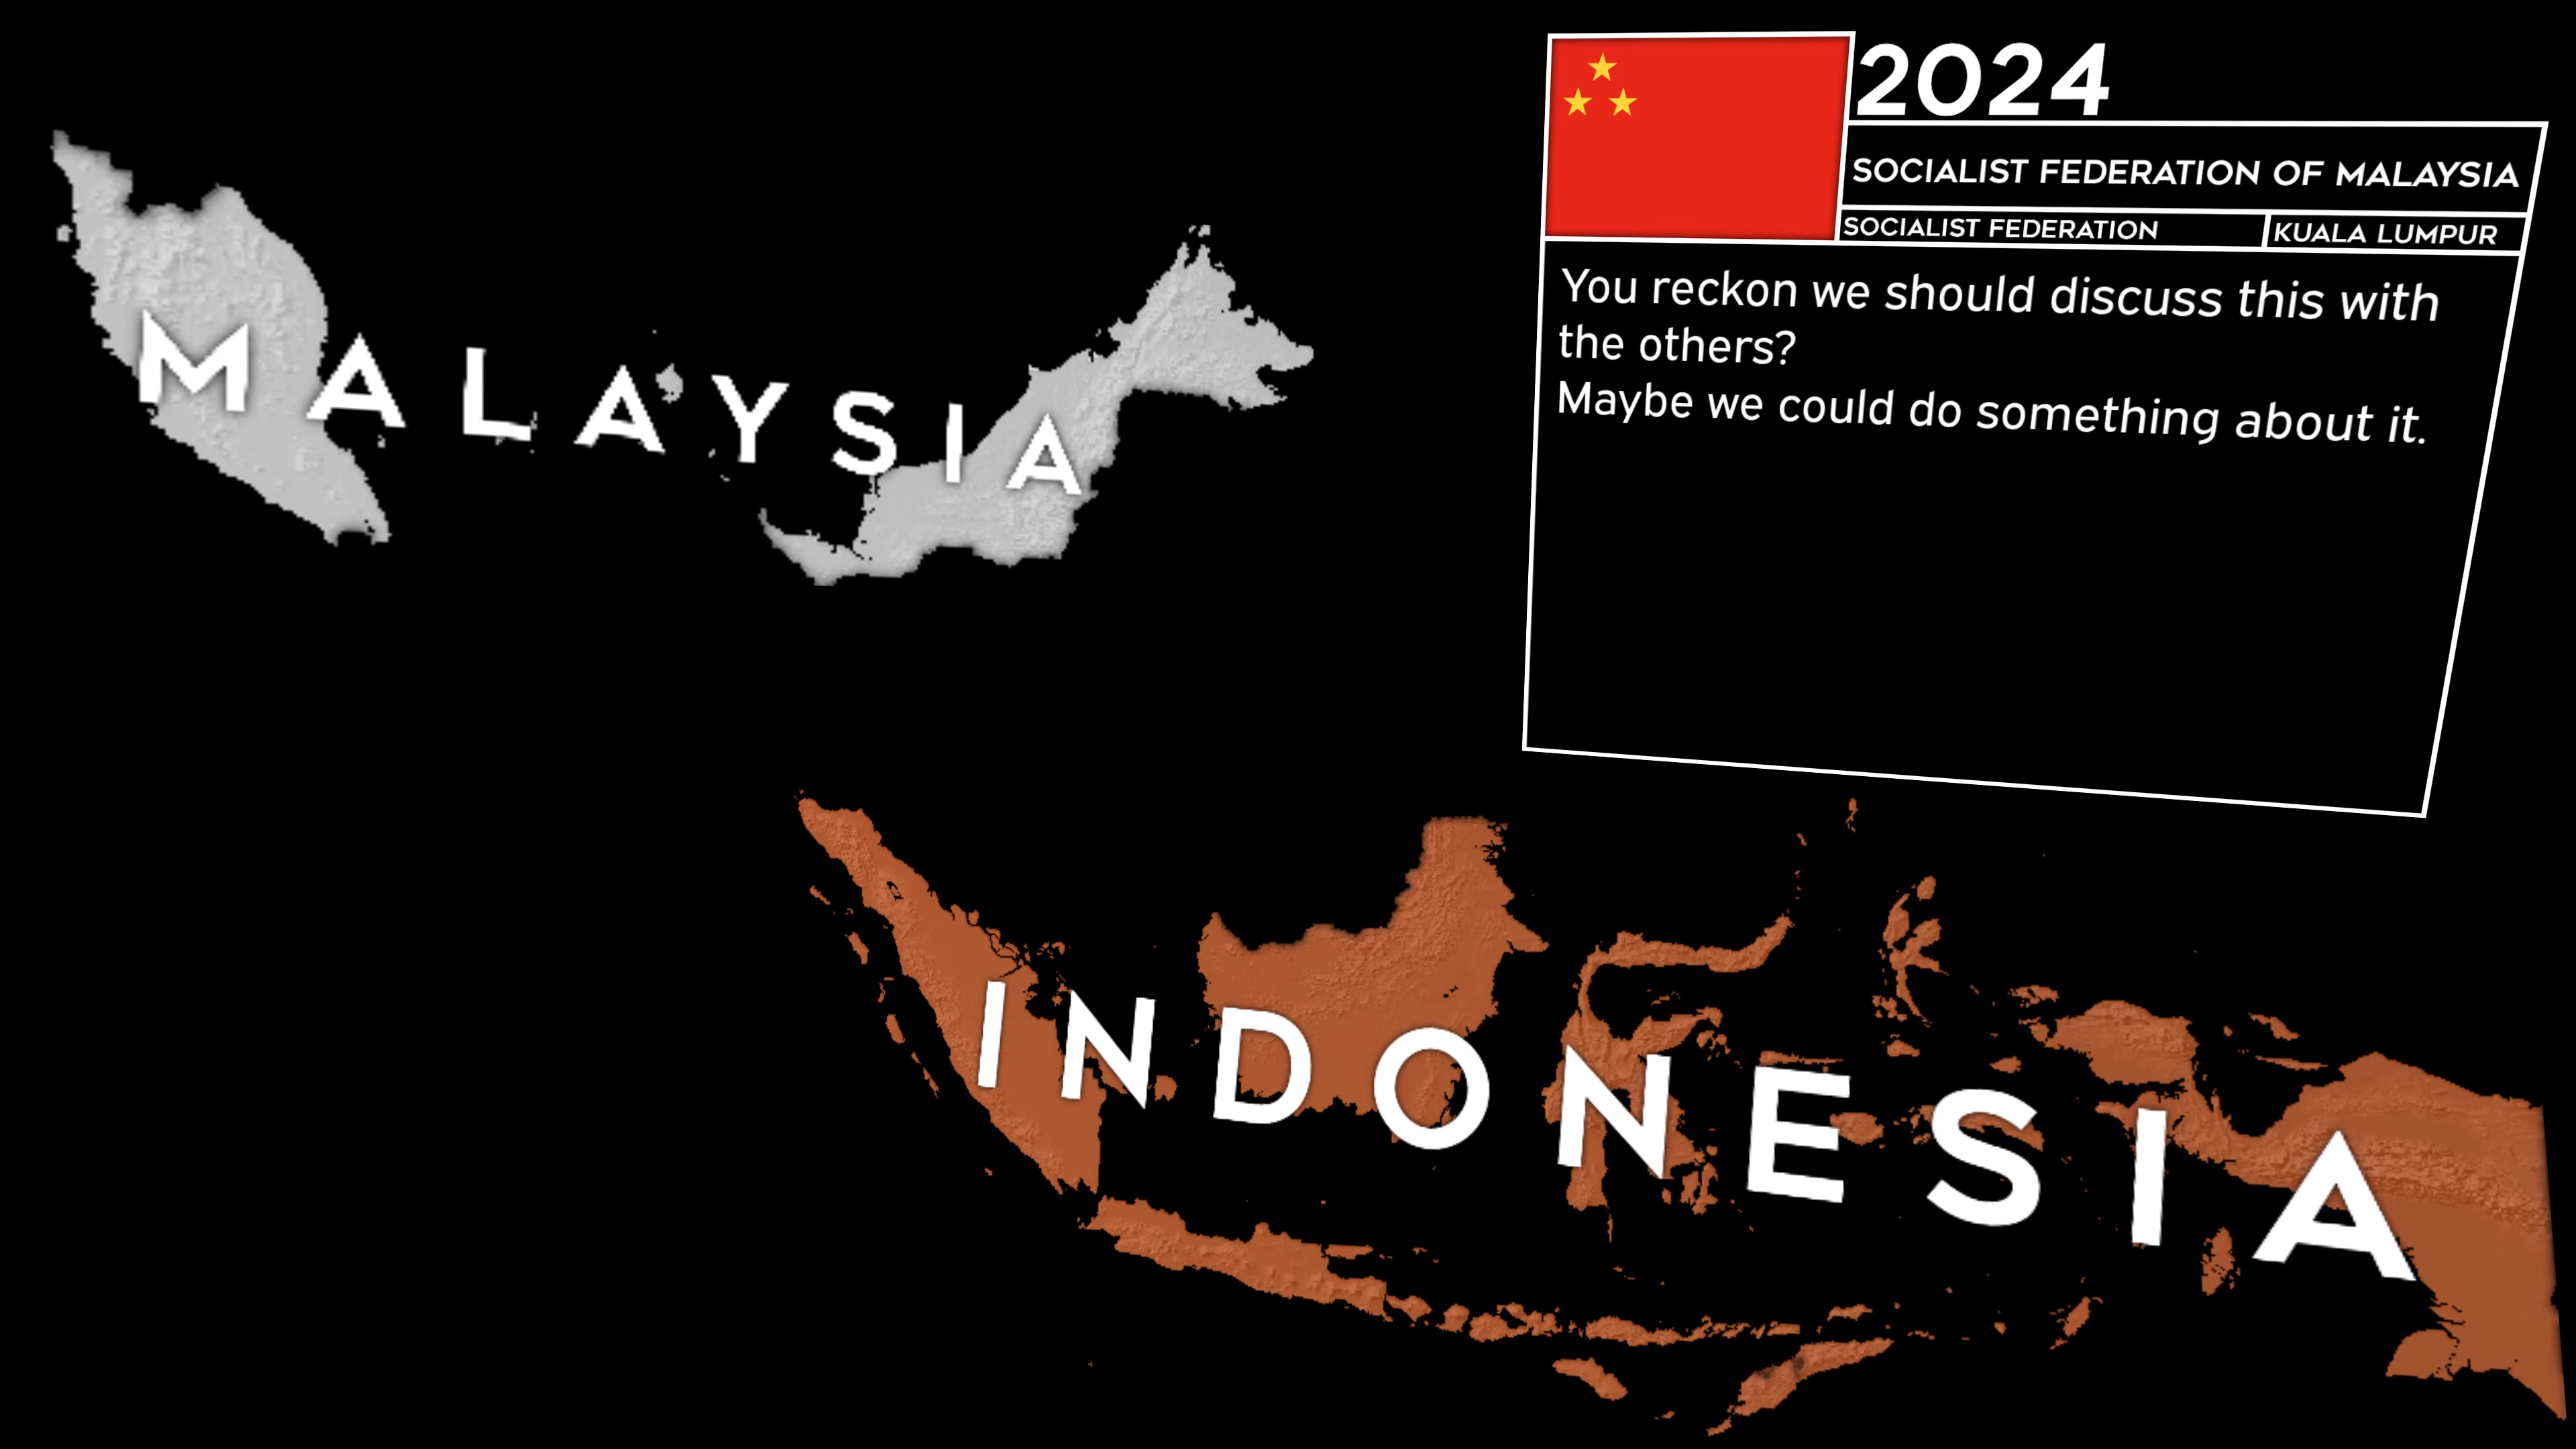 MALAYSIA
2024
SOCIALIST FEDERATION OF MALAYSIA
SOCIALIST FEDERATION
KUALA LUMPUR
You reckon we should discuss this with
the others?
Maybe we could do something about it.
INDONESIA